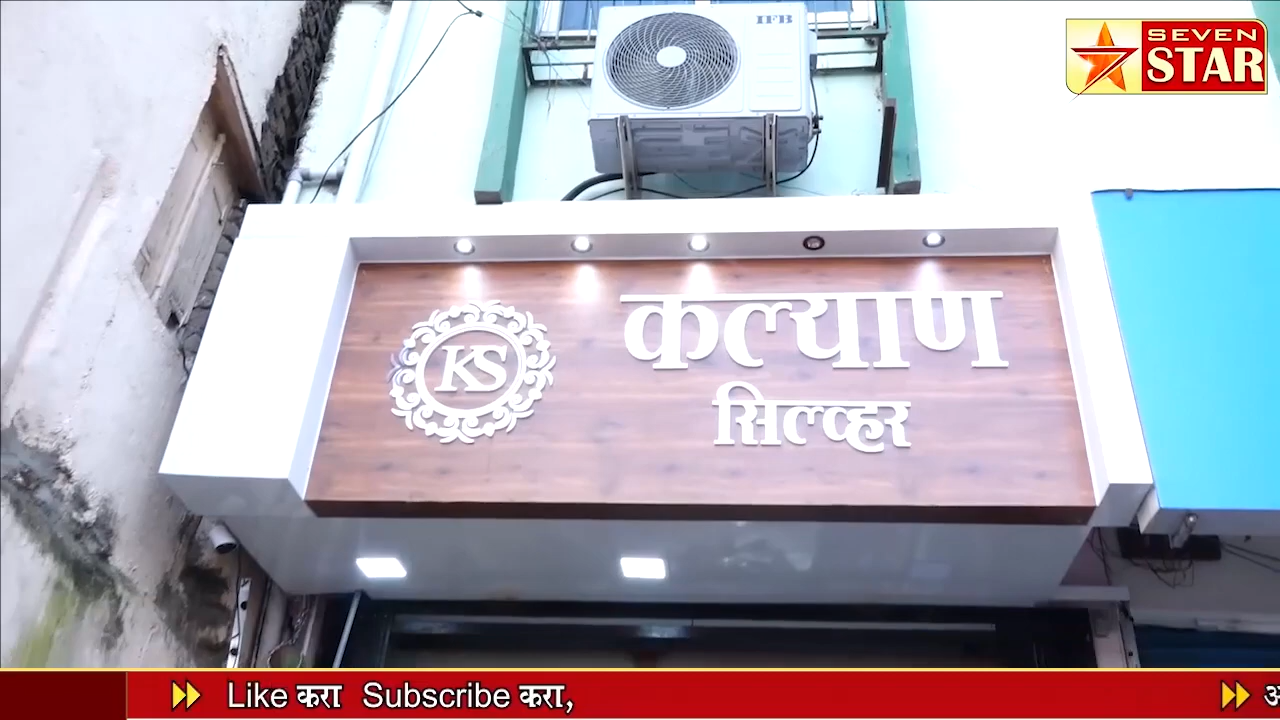 IFB
SEVEN
STAR
KS
कल्याण
सिल्व्हर
Like करा Subscribe करा,